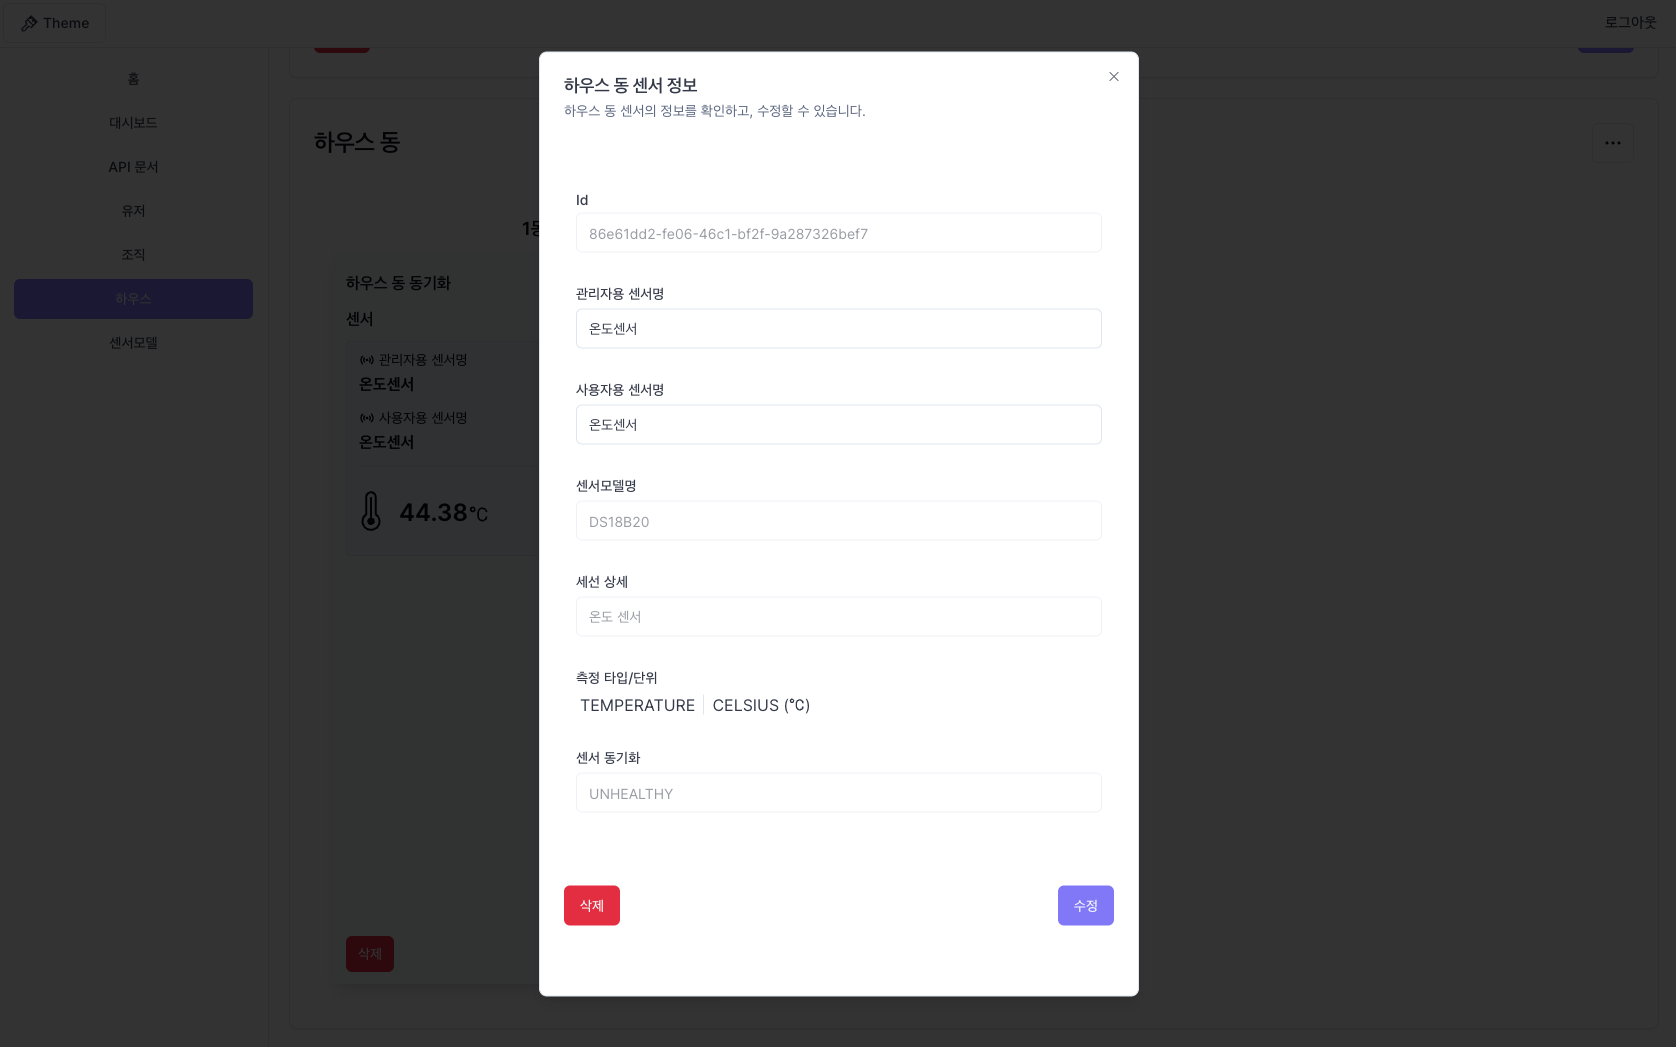 Theme
로그아웃
홈
대시보드
API 문서
유저
조직
하우스
센서모델
하우스 동
하우스 동 동기화
센서
관리자용 센서명
온도센서
사용자용 센서명
온도센서
44.38°C
삭제
하우스 동 센서 정보
하우스 동 센서의 정보를 확인하고, 수정할 수 있습니다.
Id
86e61dd2-fe06-46c1-bf2f-9a287326bef7
관리자용 센서명
온도센서
사용자용 센서명
온도센서
센서모델명
DS18B20
세선 상세
온도 센서
측정 타입/단위
TEMPERATURE CELSIUS (°C)
센서 동기화
UNHEALTHY
삭제
수정